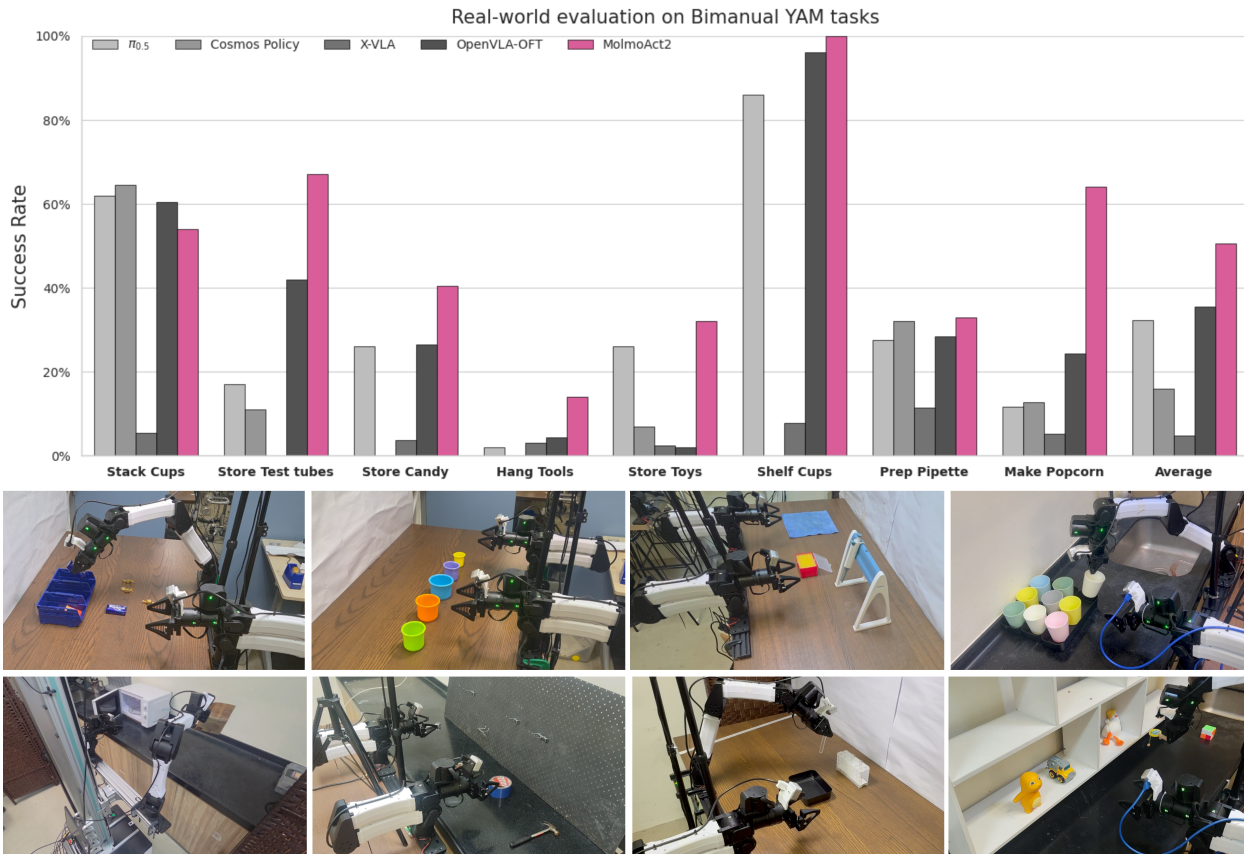 Real-world evaluation on Bimanual YAM tasks
π0.5 Cosmos Policy X-VLA OpenVLA-OFT MolmoAct2
100%
80%
60%
40%
20%
0%
Success Rate
Stack Cups Store Test tubes Store Candy Hang Tools Store Toys Shelf Cups Prep Pipette Make Popcorn Average